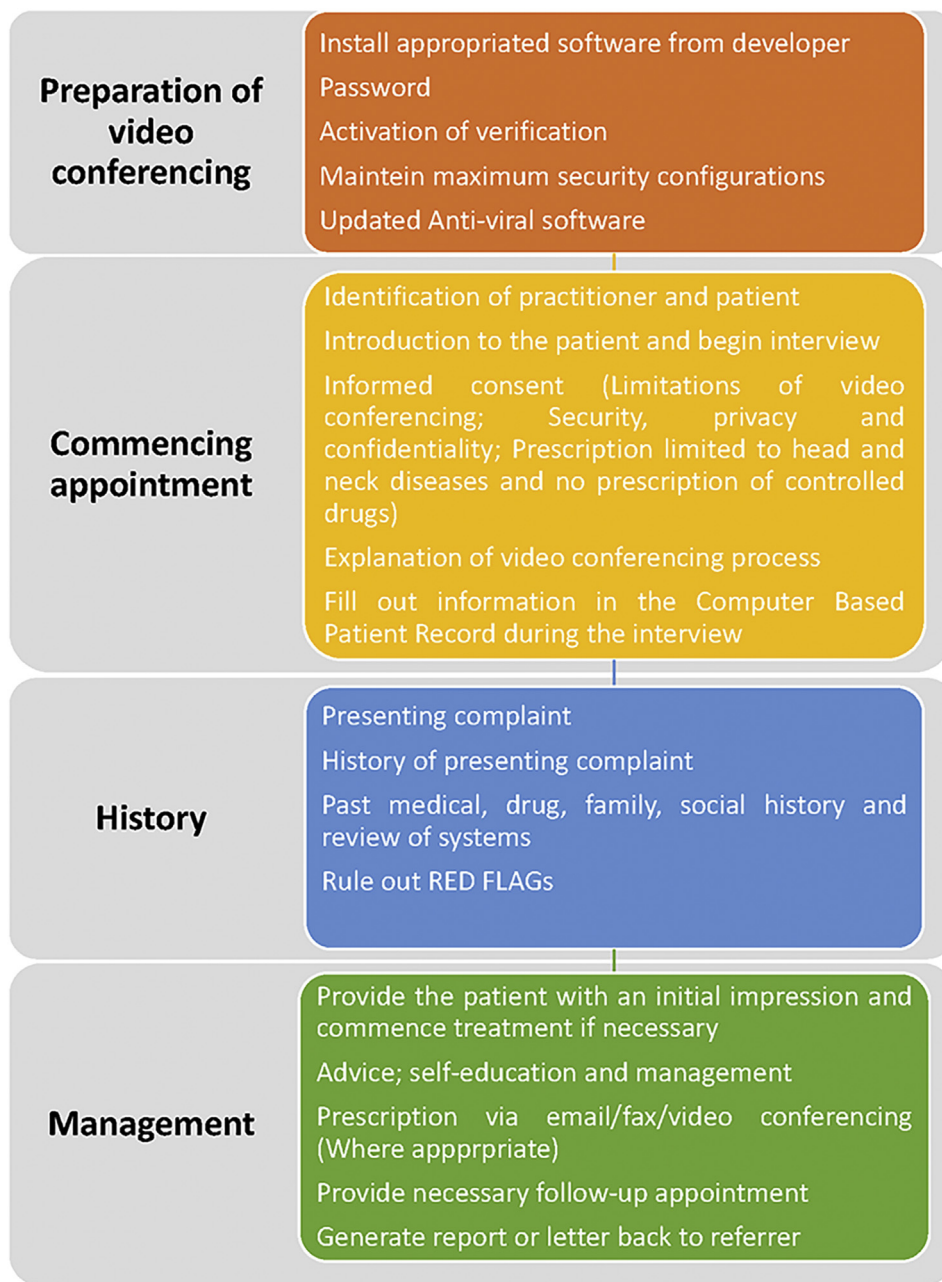 Preparation of
video
conferencing
Install appropriated software from developer
Password
Activation of verification
Maintein maximum security configurations
Updated Anti-viral software
Commencing
appointment
Identification of practitioner and patient
Introduction to the patient and begin interview
Informed consent (Limitations of video
conferencing; Security, privacy and
confidentiality; Prescription limited to head and
neck diseases and no prescription of controlled
drugs)
Explanation of video conferencing process
Fill out information in the Computer Based
Patient Record during the interview
History
Presenting complaint
History of presenting complaint
Past medical, drug, family, social history and
review of systems
Rule out RED FLAGs
Management
Provide the patient with an initial impression and
commence treatment if necessary
Advice; self-education and management
Prescription via email/fax/video conferencing
(Where appprpriate)
Provide necessary follow-up appointment
Generate report or letter back to referrer